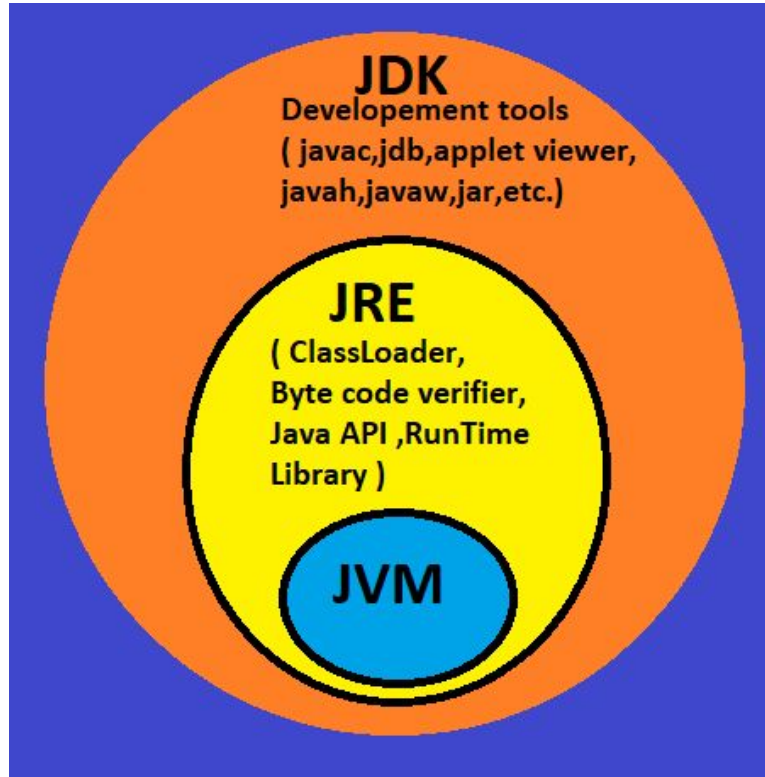 JDK
Developement tools
( javac,jdb,applet viewer,
javah,javaw,jar,etc.)
JRE
( ClassLoader,
Byte code verifier,
Java API ,RunTime
Library )
JVM